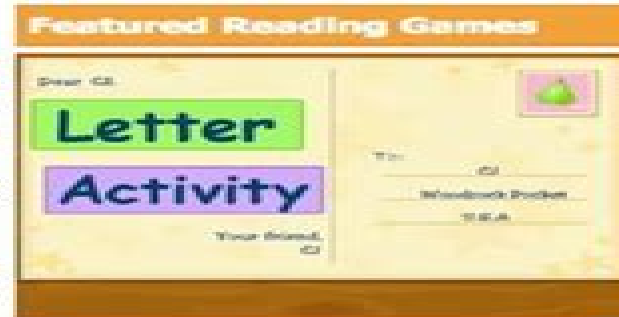 Featured Reading Games
Dear CJ,
Letter
Activity
Your friend,
CJ
To:
CJ
U.S.A